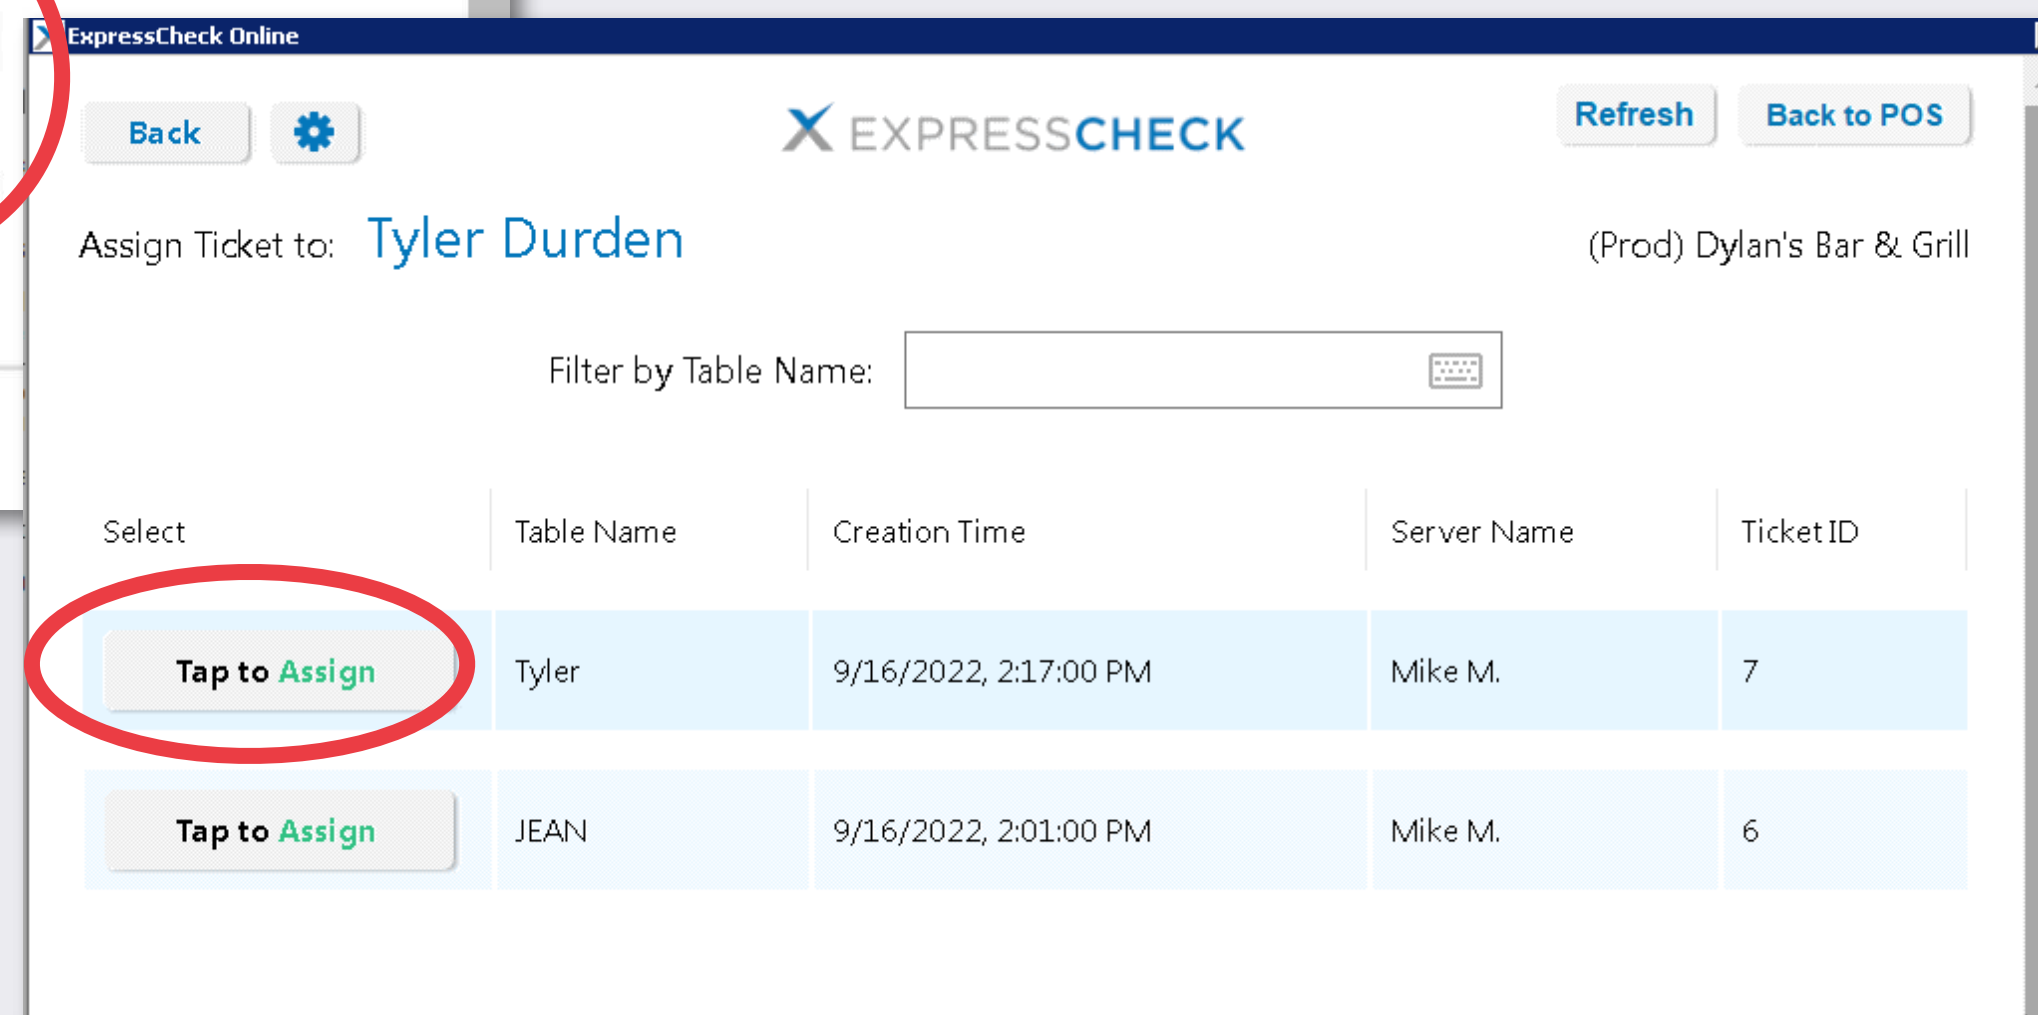 ExpressCheck Online
Back
EXPRESSCHECK
Refresh
Back to POS
Assign Ticket to: Tyler Durden
(Prod) Dylan's Bar & Grill
Filter by Table Name:
Select Table Name Creation Time Server Name Ticket ID
Tap to Assign Tyler 9/16/2022, 2:17:00 PM Mike M. 7
Tap to Assign JEAN 9/16/2022, 2:01:00 PM Mike M. 6